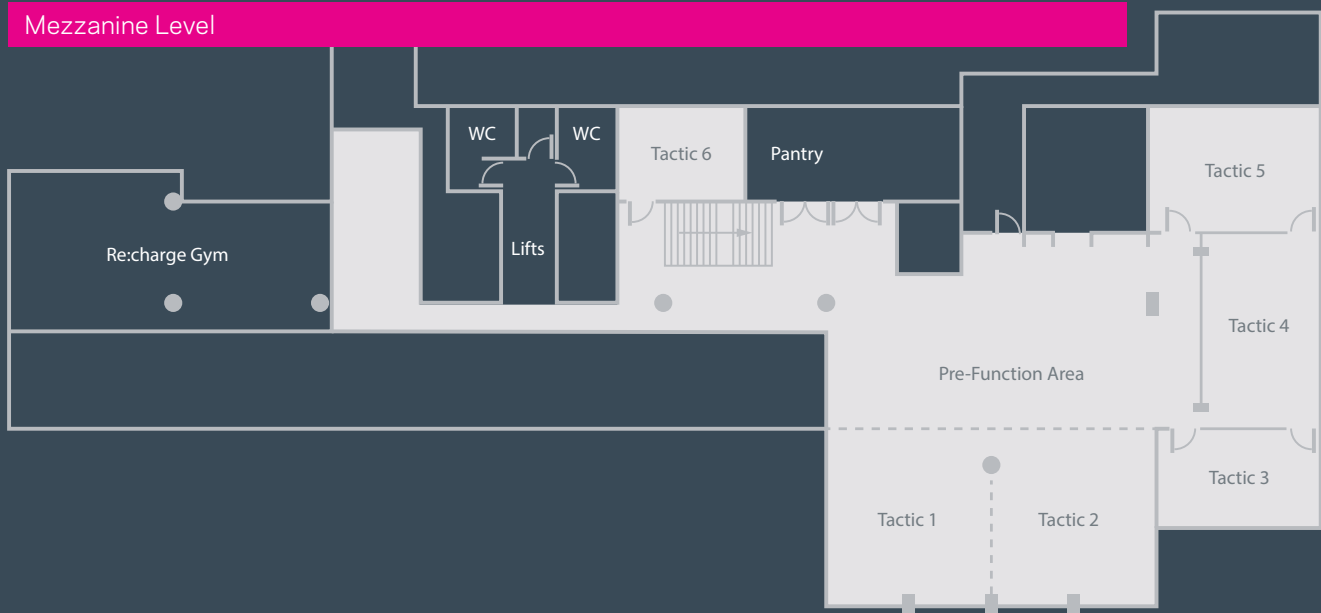 Mezzanine Level
WC
WC
Tactic 6
Pantry
Tactic 5
Re:charge Gym
Lifts
Tactic 4
Pre-Function Area
Tactic 3
Tactic 1
Tactic 2